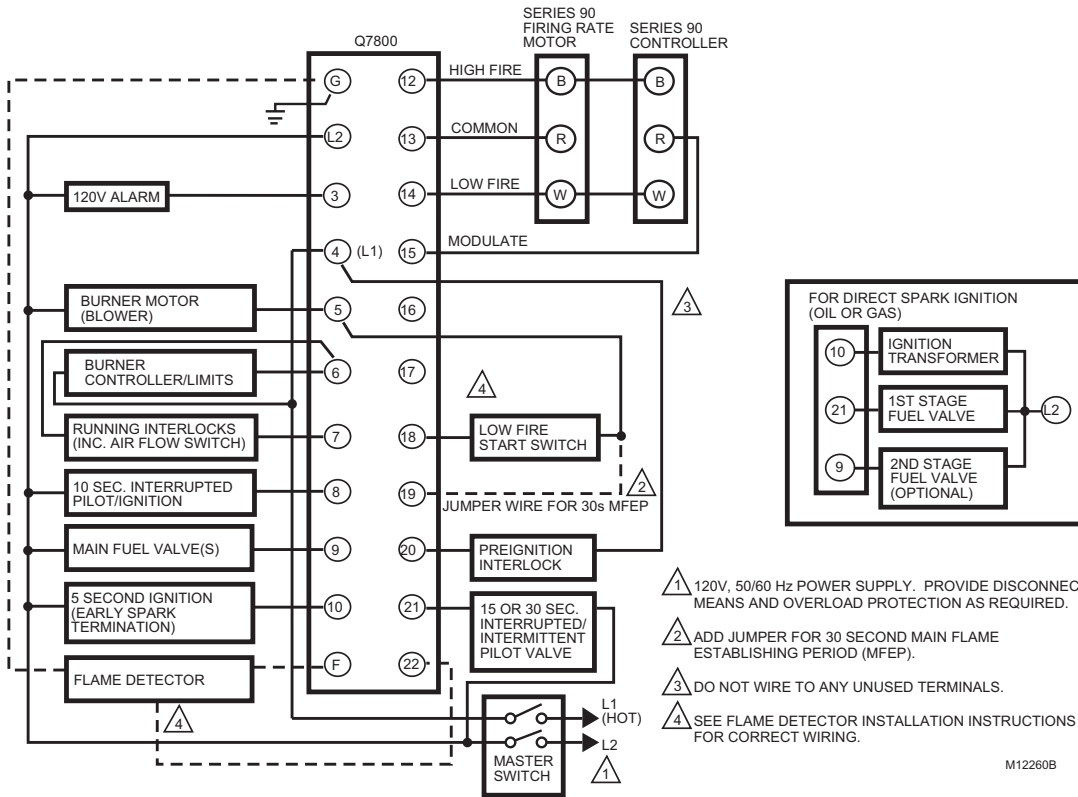 Q7800
SERIES 90
FIRING RATE
MOTOR
SERIES 90
CONTROLLER
G
12
HIGH FIRE
B
B
L2
13
COMMON
R
R
120V ALARM
3
14
LOW FIRE
W
W
4
(L1)
15
MODULATE
BURNER MOTOR
(BLOWER)
5
16
3
BURNER
CONTROLLER/LIMITS
6
17
4
RUNNING INTERLOCKS
(INC. AIR FLOW SWITCH)
7
18
LOW FIRE
START SWITCH
10 SEC. INTERRUPTED
PILOT/IGNITION
8
19
2
JUMPER WIRE FOR 30s MFEP
MAIN FUEL VALVE(S)
9
20
PREIGNITION
INTERLOCK
5 SECOND IGNITION
(EARLY SPARK
TERMINATION)
10
21
15 OR 30 SEC.
INTERRUPTED/
INTERMITTENT
PILOT VALVE
FLAME DETECTOR
F
22
4
L1
(HOT)
L2
MASTER
SWITCH
1
FOR DIRECT SPARK IGNITION
(OIL OR GAS)
10
IGNITION
TRANSFORMER
21
1ST STAGE
FUEL VALVE
L2
9
2ND STAGE
FUEL VALVE
(OPTIONAL)
1 120V, 50/60 Hz POWER SUPPLY. PROVIDE DISCONNEC
MEANS AND OVERLOAD PROTECTION AS REQUIRED.
2 ADD JUMPER FOR 30 SECOND MAIN FLAME
ESTABLISHING PERIOD (MFEP).
3 DO NOT WIRE TO ANY UNUSED TERMINALS.
4 SEE FLAME DETECTOR INSTALLATION INSTRUCTIONS
FOR CORRECT WIRING.
M12260B